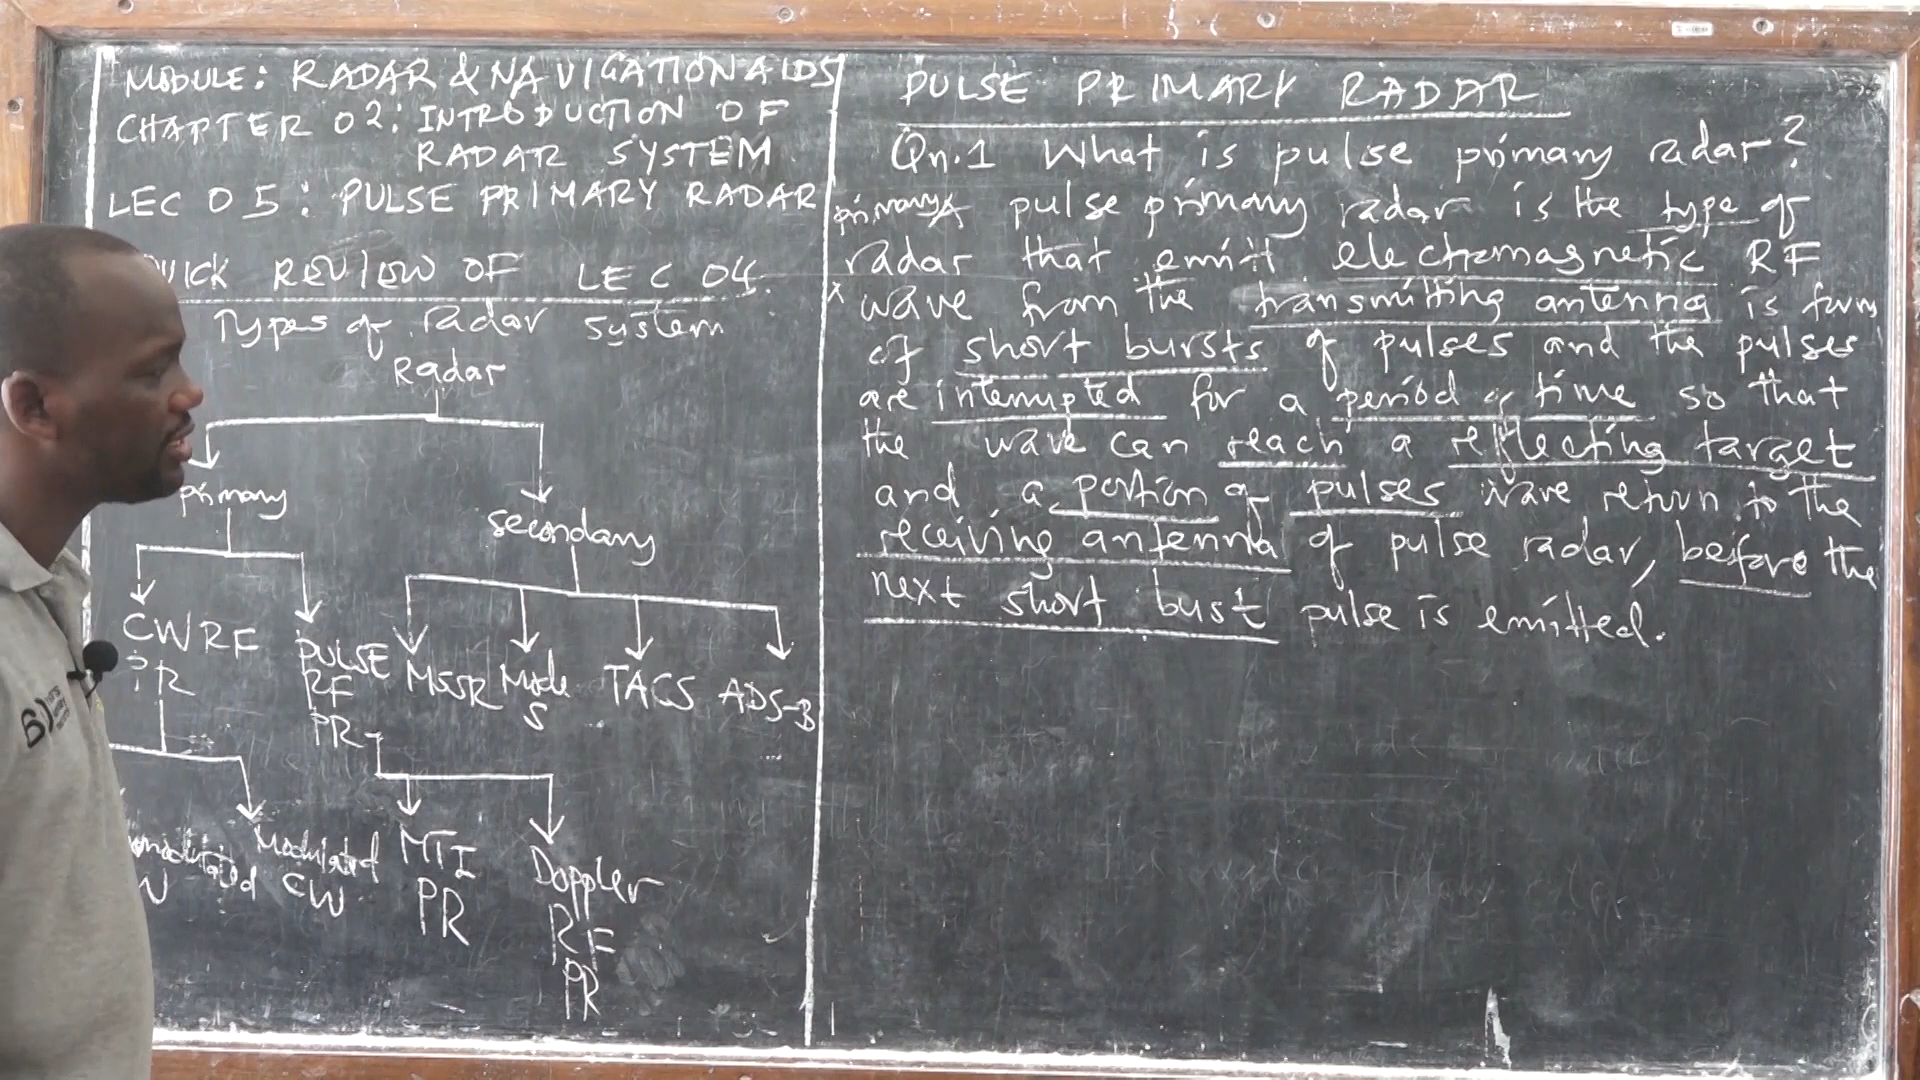 MODULE: RADAR & NAVIGATION AIDS
CHAPTER 02: INTRODUCTION OF
RADAR SYSTEM
LEC 05: PULSE PRIMARY RADAR
UICK REVIEW OF LEC 04.
Types of radar system
Radar
primary
secondary
CW RF
PR
PULSE
RF
PR
MSSR
Mode
S
TACS
ADS-B
Modulated
CW
MTI
PR
Doppler
RF
PR
PULSE PRIMARY RADAR
Qn.1 What is pulse primary radar?
primary A pulse primary radar is the type of
radar that emit electromagnetic RF
wave from the transmitting antenna is form
of short bursts of pulses and the pulses
are interrupted for a period of time so that
the wave can reach a reflecting target
and a portion of pulses wave return to the
receiving antenna of pulse radar, before the
next short bust pulse is emitted.